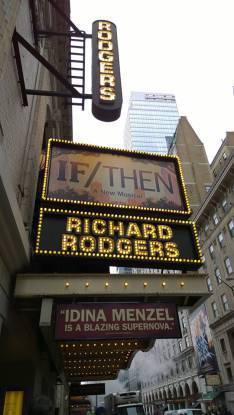 RODGERS
IF/THEN
A New Musical
RICHARD
RODGERS
"IDINA MENZEL
IS A BLAZING SUPERNOVA."